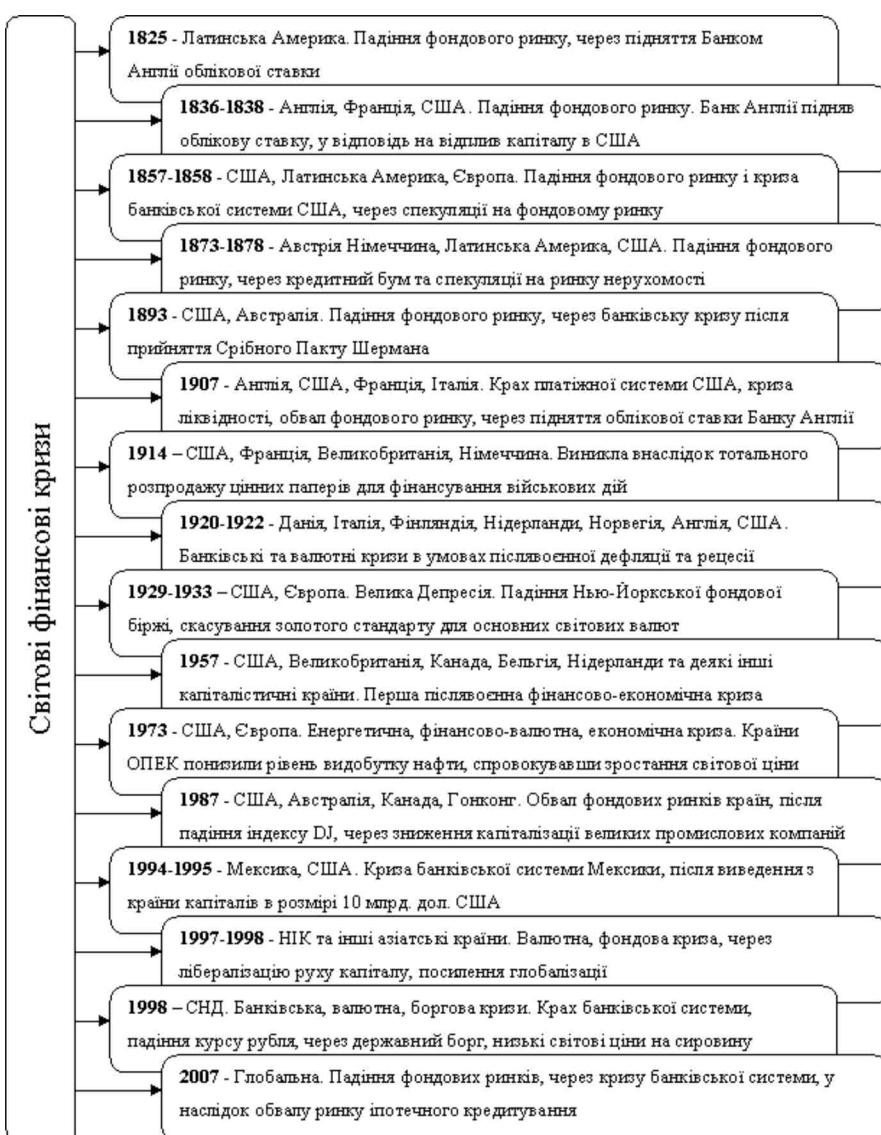 Світові фінансові кризи
1825 - Латинська Америка. Падіння фондового ринку, через підняття Банком
Англії облікової ставки
1836-1838 - Англія, Франція, США. Падіння фондового ринку. Банк Англії підняв
облікову ставку, у відповідь на відплив капіталу в США
1857-1858 - США, Латинська Америка, Європа. Падіння фондового ринку і криза
банківської системи США, через спекуляції на фондовому ринку
1873-1878 - Австрія Німеччина, Латинська Америка, США. Падіння фондового
ринку, через кредитний бум та спекуляції на ринку нерухомості
1893 - США, Австралія. Падіння фондового ринку, через банківську кризу після
прийняття Срібного Пакту Шермана
1907 - Англія, США, Франція, Італія. Крах платіжної системи США, криза
ліквідності, обвал фондового ринку, через підняття облікової ставки Банку Англії
1914 – США, Франція, Великобританія, Німеччина. Виникла внаслідок тотального
розпродажу цінних паперів для фінансування військових дій
1920-1922 - Данія, Італія, Фінляндія, Нідерланди, Норвегія, Англія, США.
Банківські та валютні кризи в умовах післявоєнної дефляції та рецесії
1929-1933 – США, Європа. Велика Депресія. Падіння Нью-Йоркської фондової
біржі, скасування золотого стандарту для основних світових валют
1957 - США, Великобританія, Канада, Бельгія, Нідерланди та деякі інші
капіталістичні країни. Перша післявоєнна фінансово-економічна криза
1973 - США, Європа. Енергетична, фінансово-валютна, економічна криза. Країни
ОПЕК понизили рівень видобутку нафти, спровокувавши зростання світової ціни
1987 - США, Австралія, Канада, Гонконг. Обвал фондових ринків країн, після
падіння індексу DJ, через зниження капіталізації великих промислових компаній
1994-1995 - Мексика, США. Криза банківської системи Мексики, після виведення з
країни капіталів в розмірі 10 млрд. дол. США
1997-1998 - НІК та інші азіатські країни. Валютна, фондова криза, через
лібералізацію руху капіталу, посилення глобалізації
1998 – СНД. Банківська, валютна, боргова кризи. Крах банківської системи,
падіння курсу рубля, через державний борг, низькі світові ціни на сировину
2007 - Глобальна. Падіння фондових ринків, через кризу банківської системи, у
наслідок обвалу ринку іпотечного кредитування